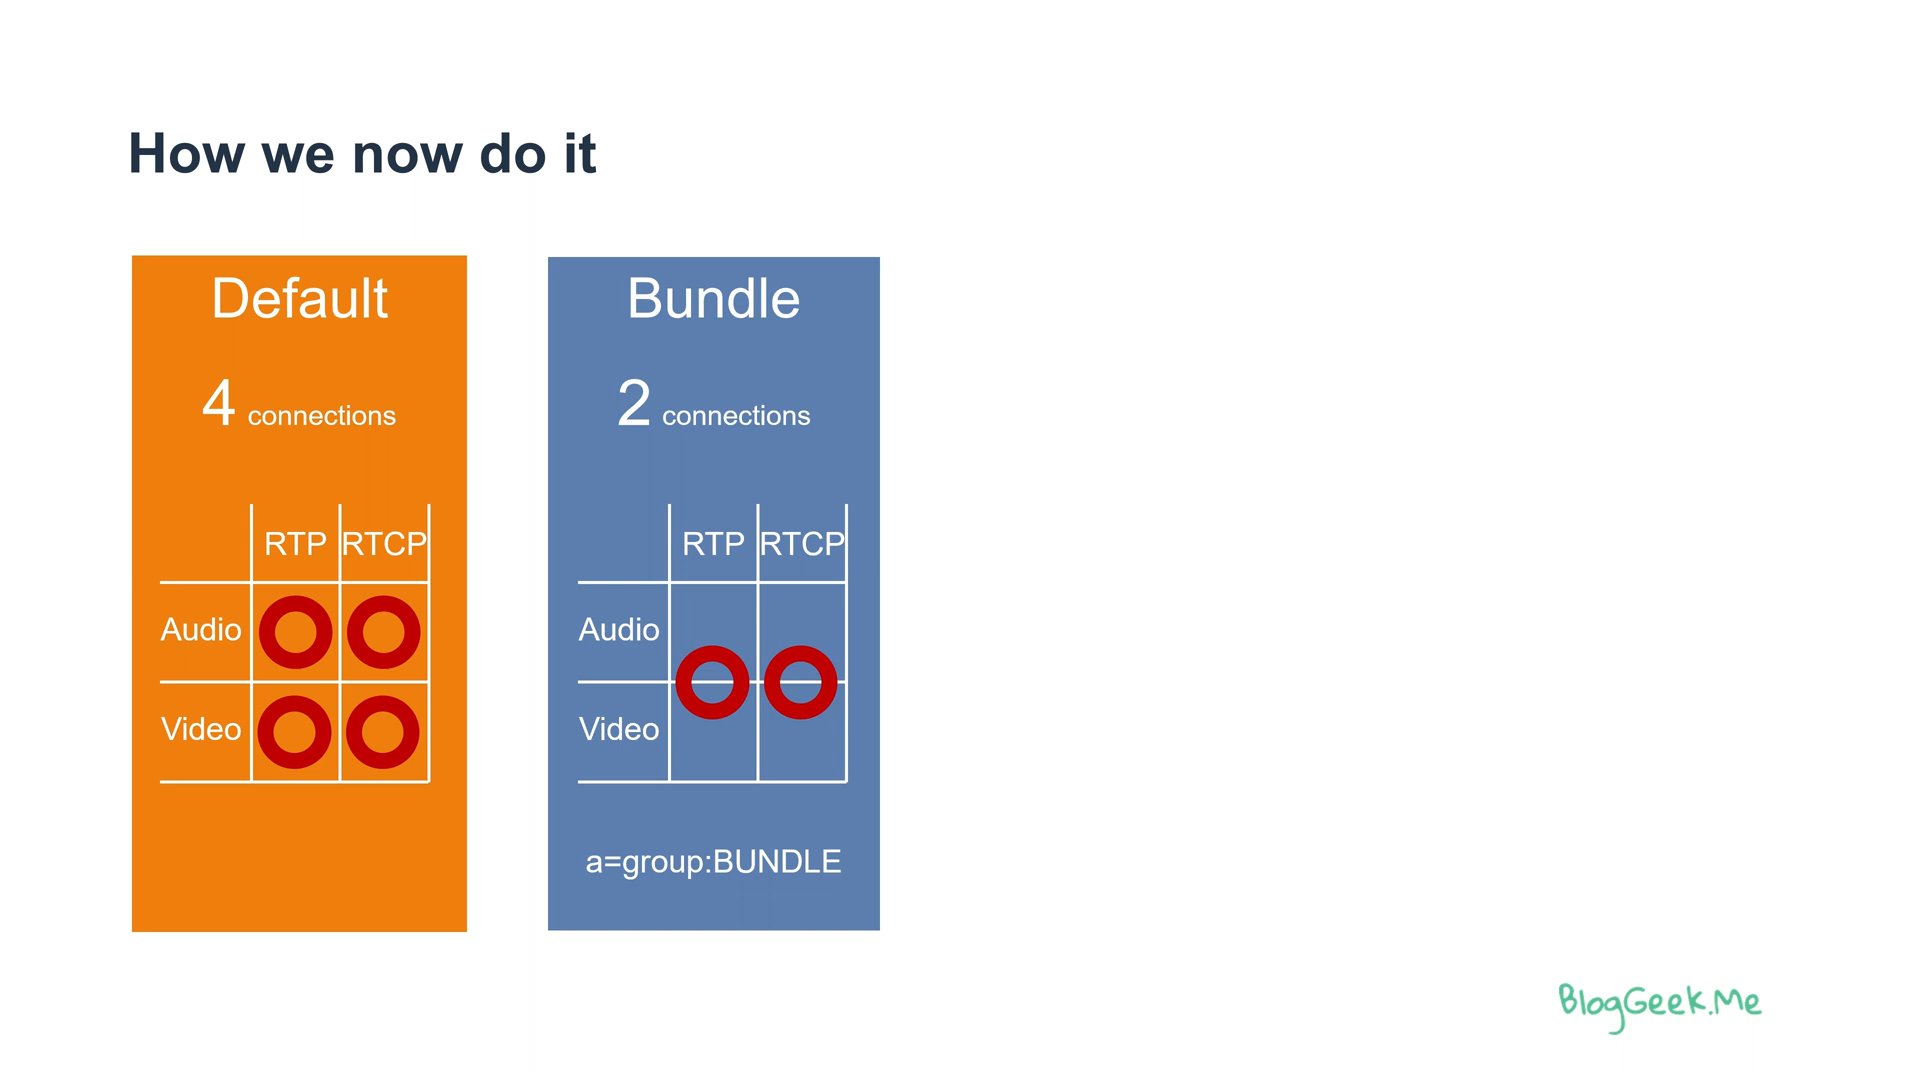 How we now do it
Default
4 connections
RTP RTCP
Audio
Video
Bundle
2 connections
RTP RTCP
Audio
Video
a=group:BUNDLE
BlogGeek.Me